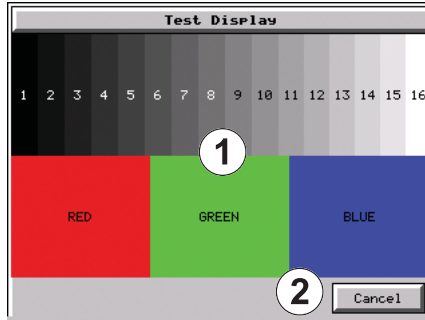 Test Display
1 2 3 4 5 6 7 8 9 10 11 12 13 14 15 16
1
RED GREEN BLUE
2 Cancel